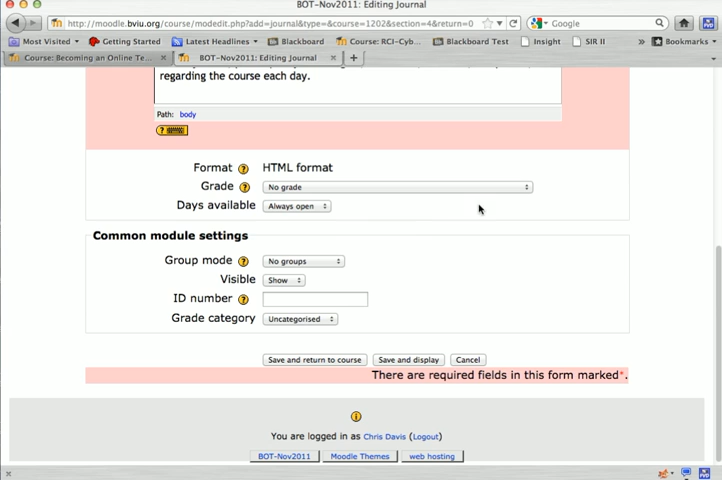 BOT-Nov2011: Editing Journal
http://moodle.bviu.org/course/modedit.php?add=journal&type=&course=1202&section=4&return=0
Google
Most Visited
Getting Started
Latest Headlines
Blackboard
Course: RCI-Cyb...
Blackboard Test
Insight
SIR II
»
Bookmarks
Course: Becoming an Online Te...
BOT-Nov2011: Editing Journal
regarding the course each day.
Path: body
Format ? HTML format
Grade ? No grade
Days available Always open
Common module settings
Group mode ? No groups
Visible Show
ID number ?
Grade category Uncategorised
Save and return to course Save and display Cancel
There are required fields in this form marked*.
You are logged in as Chris Davis (Logout)
BOT-Nov2011 Moodle Themes web hosting